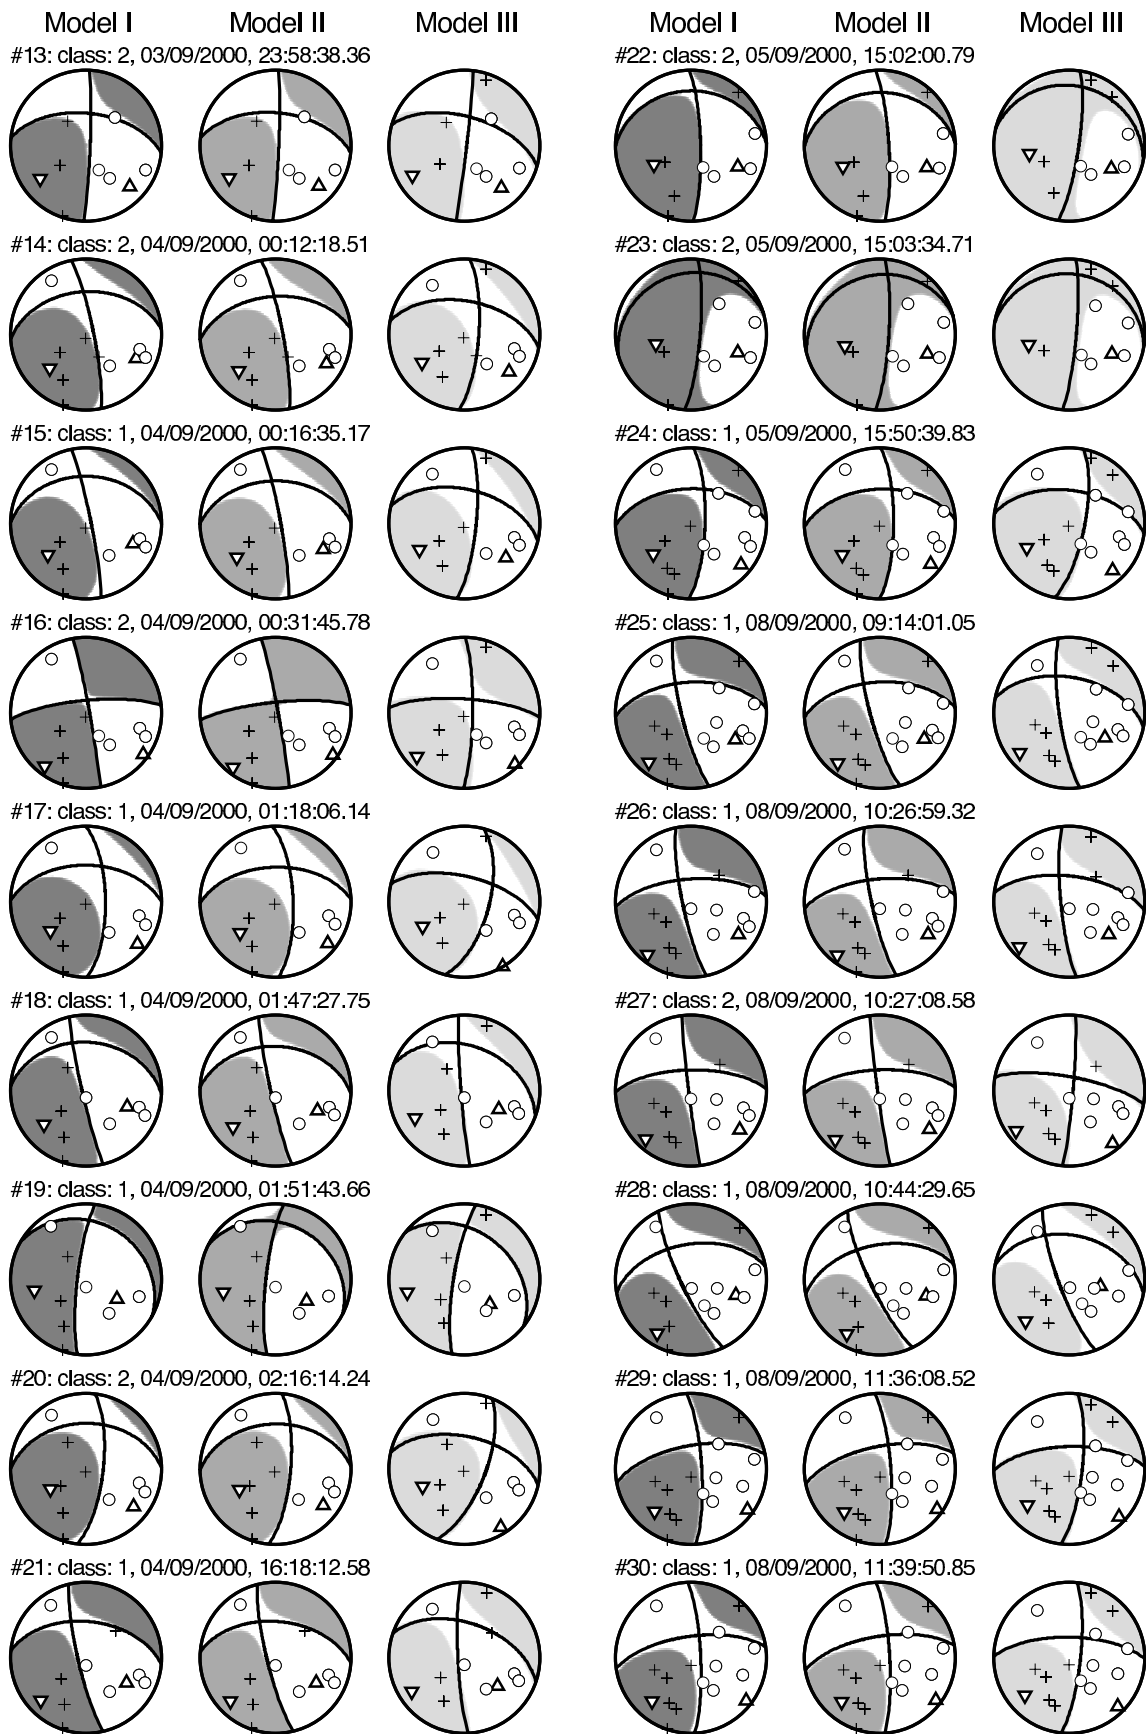 Model I Model II Model III
#13: class: 2, 03/09/2000, 23:58:38.36
#14: class: 2, 04/09/2000, 00:12:18.51
#15: class: 1, 04/09/2000, 00:16:35.17
#16: class: 2, 04/09/2000, 00:31:45.78
#17: class: 1, 04/09/2000, 01:18:06.14
#18: class: 1, 04/09/2000, 01:47:27.75
#19: class: 1, 04/09/2000, 01:51:43.66
#20: class: 2, 04/09/2000, 02:16:14.24
#21: class: 1, 04/09/2000, 16:18:12.58
Model I Model II Model III
#22: class: 2, 05/09/2000, 15:02:00.79
#23: class: 2, 05/09/2000, 15:03:34.71
#24: class: 1, 05/09/2000, 15:50:39.83
#25: class: 1, 08/09/2000, 09:14:01.05
#26: class: 1, 08/09/2000, 10:26:59.32
#27: class: 2, 08/09/2000, 10:27:08.58
#28: class: 1, 08/09/2000, 10:44:29.65
#29: class: 1, 08/09/2000, 11:36:08.52
#30: class: 1, 08/09/2000, 11:39:50.85